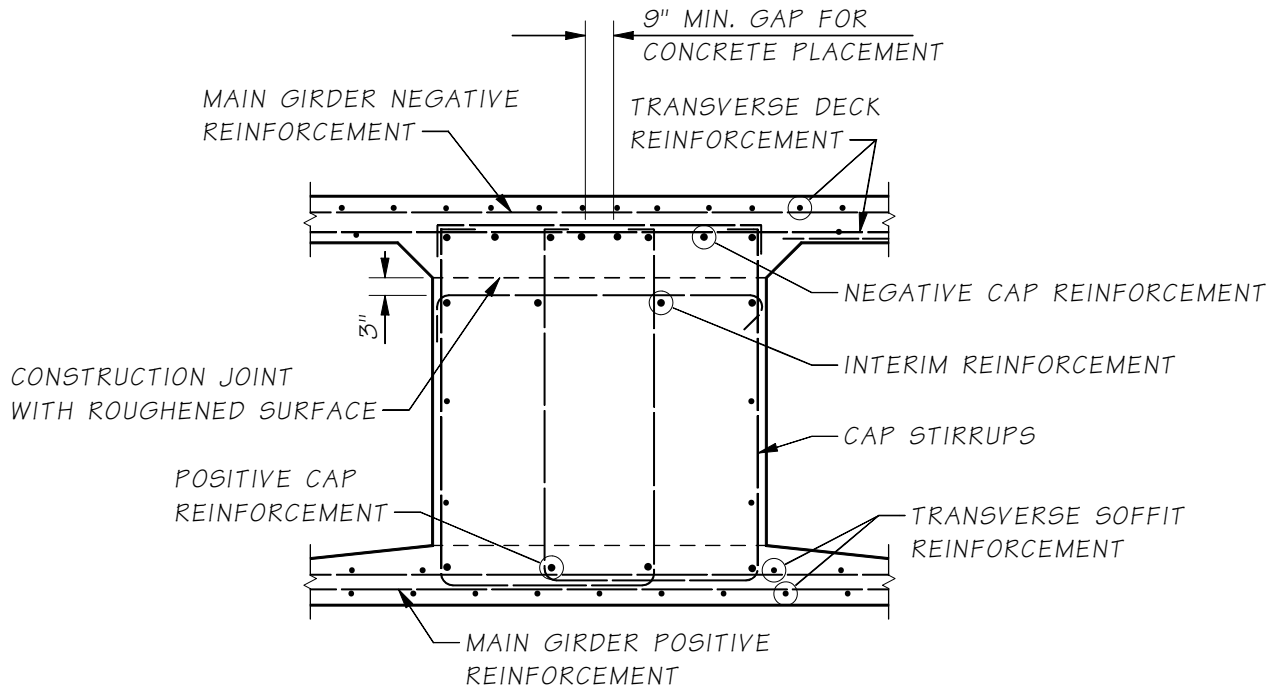 9" MIN. GAP FOR
CONCRETE PLACEMENT
MAIN GIRDER NEGATIVE
REINFORCEMENT
TRANSVERSE DECK
REINFORCEMENT
NEGATIVE CAP REINFORCEMENT
3"
INTERIM REINFORCEMENT
CONSTRUCTION JOINT
WITH ROUGHENED SURFACE
CAP STIRRUPS
POSITIVE CAP
REINFORCEMENT
TRANSVERSE SOFFIT
REINFORCEMENT
MAIN GIRDER POSITIVE
REINFORCEMENT